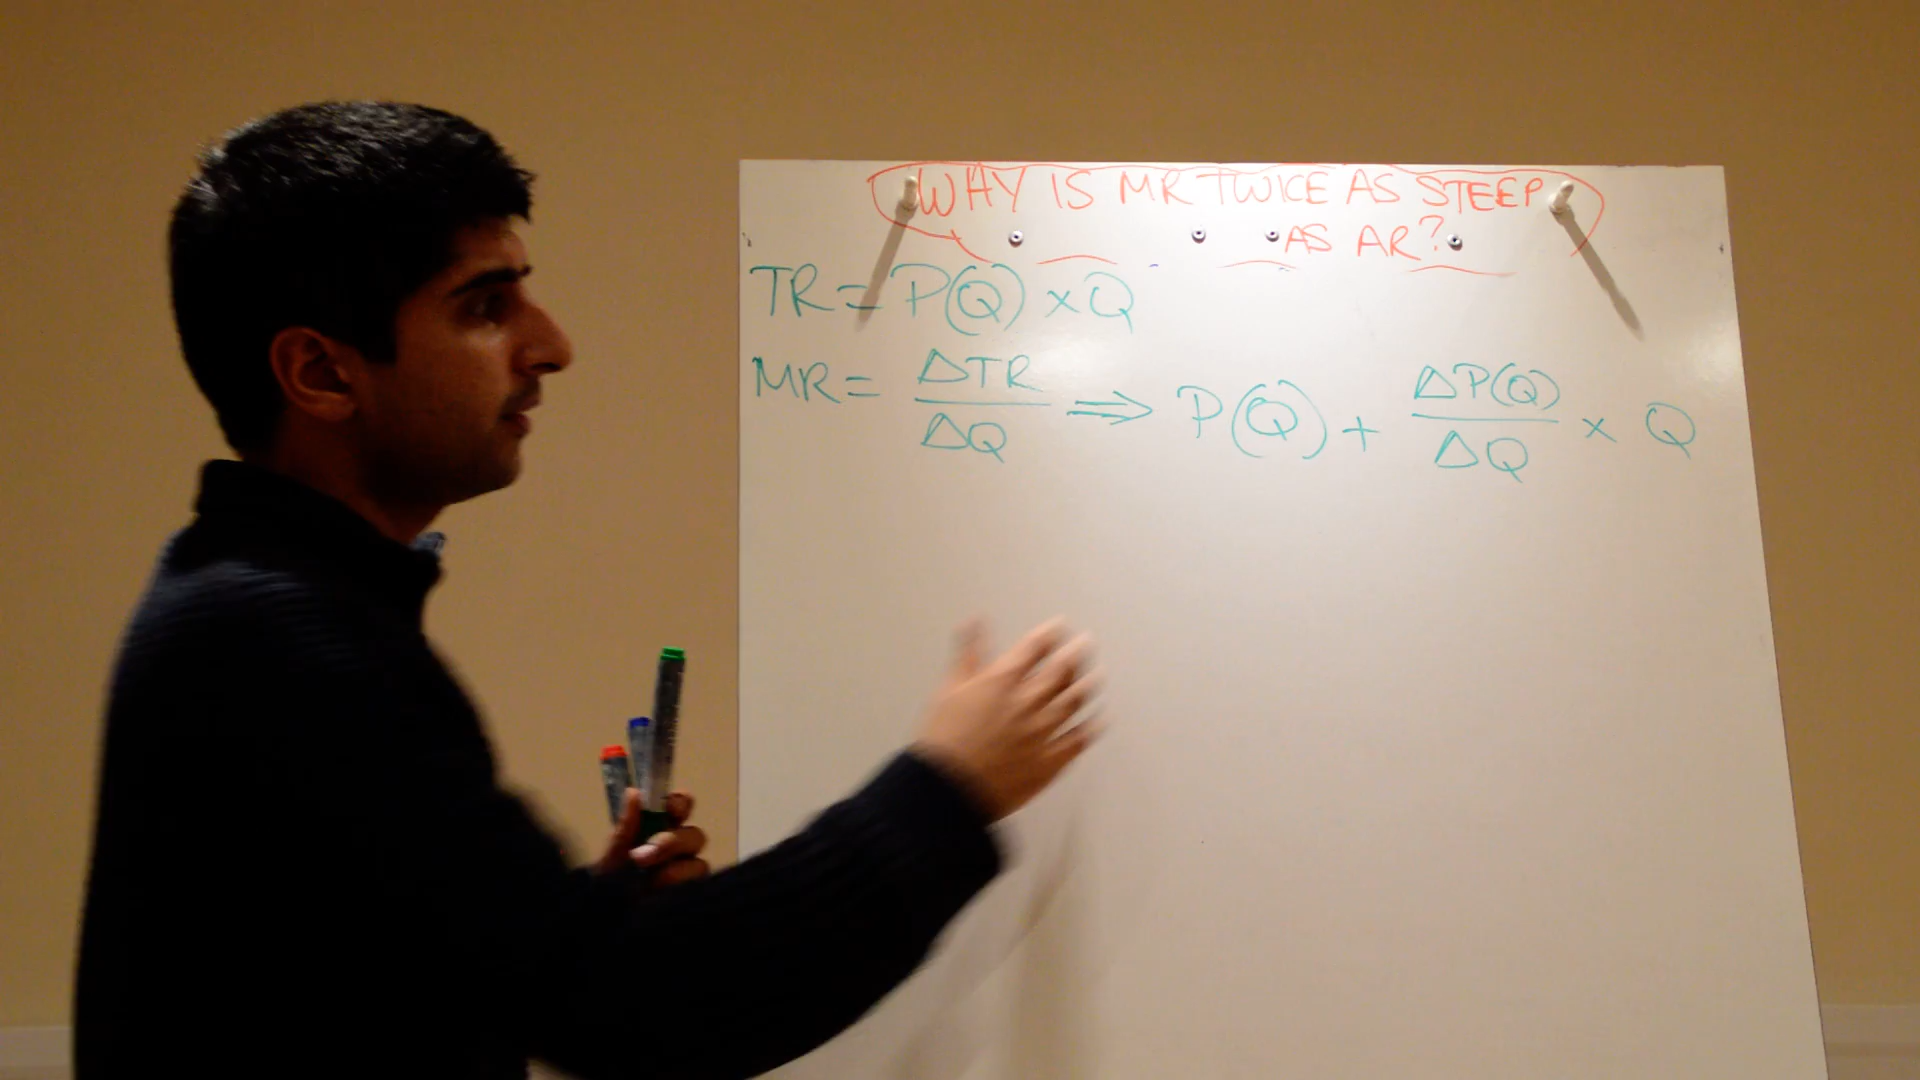 WHY IS MR TWICE AS STEEP
AS AR?
TR = P(Q) × Q
MR = ΔTR/ΔQ ⇒ P(Q) + ΔP(Q)/ΔQ × Q